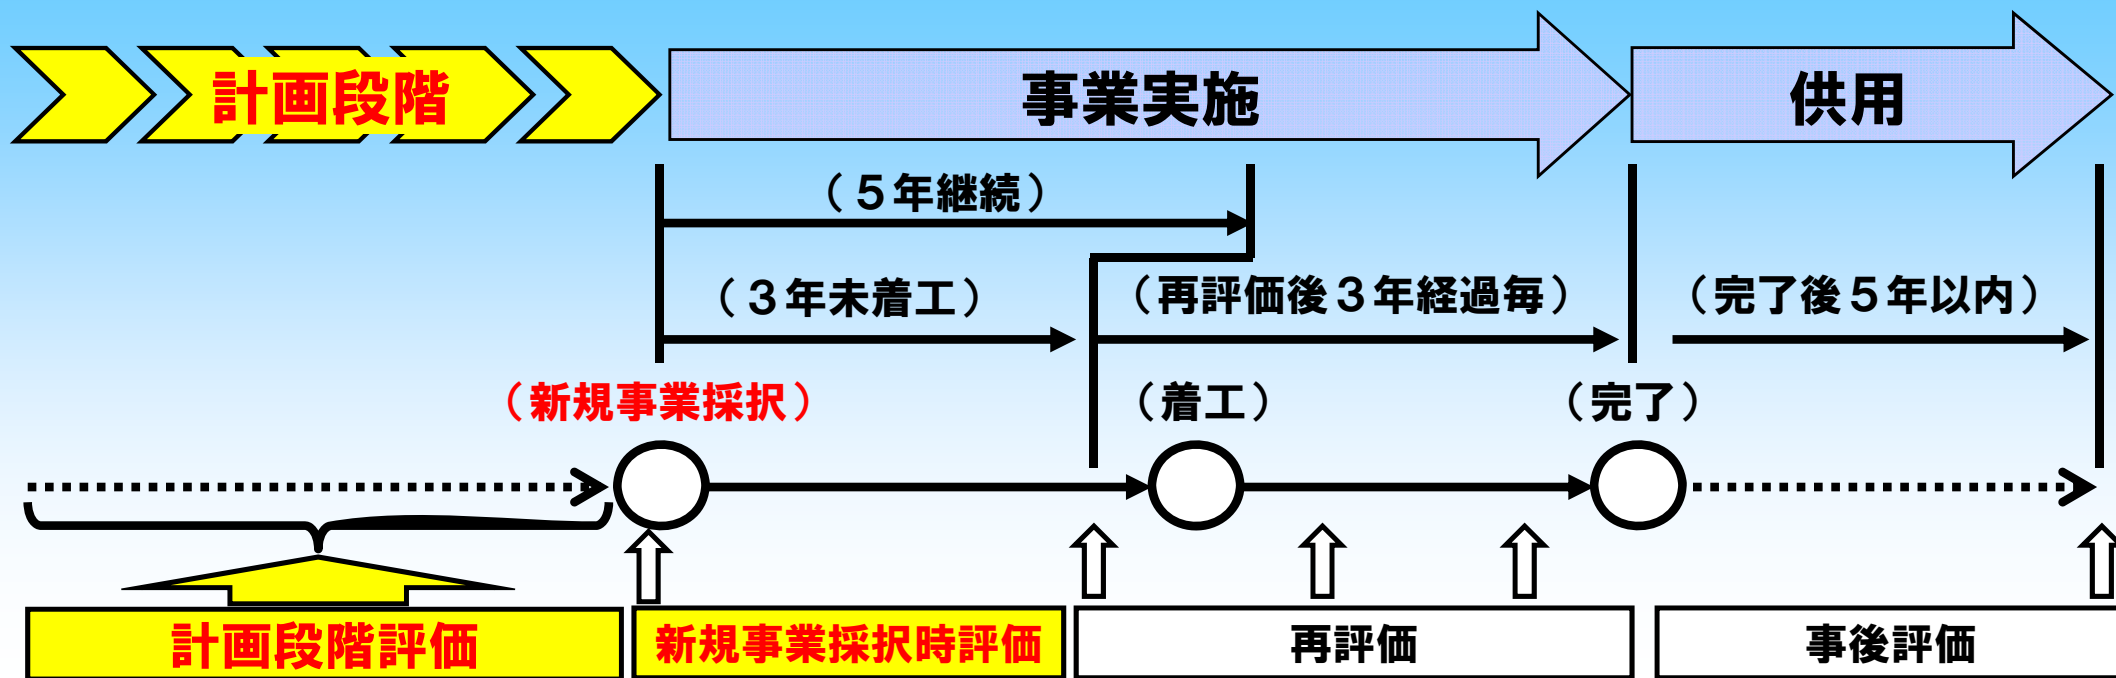 計画段階
事業実施
供用
（５年継続）
（３年未着工）
（再評価後３年経過毎）
（完了後５年以内）
（新規事業採択）
（着工）
（完了）
計画段階評価
新規事業採択時評価
再評価
事後評価